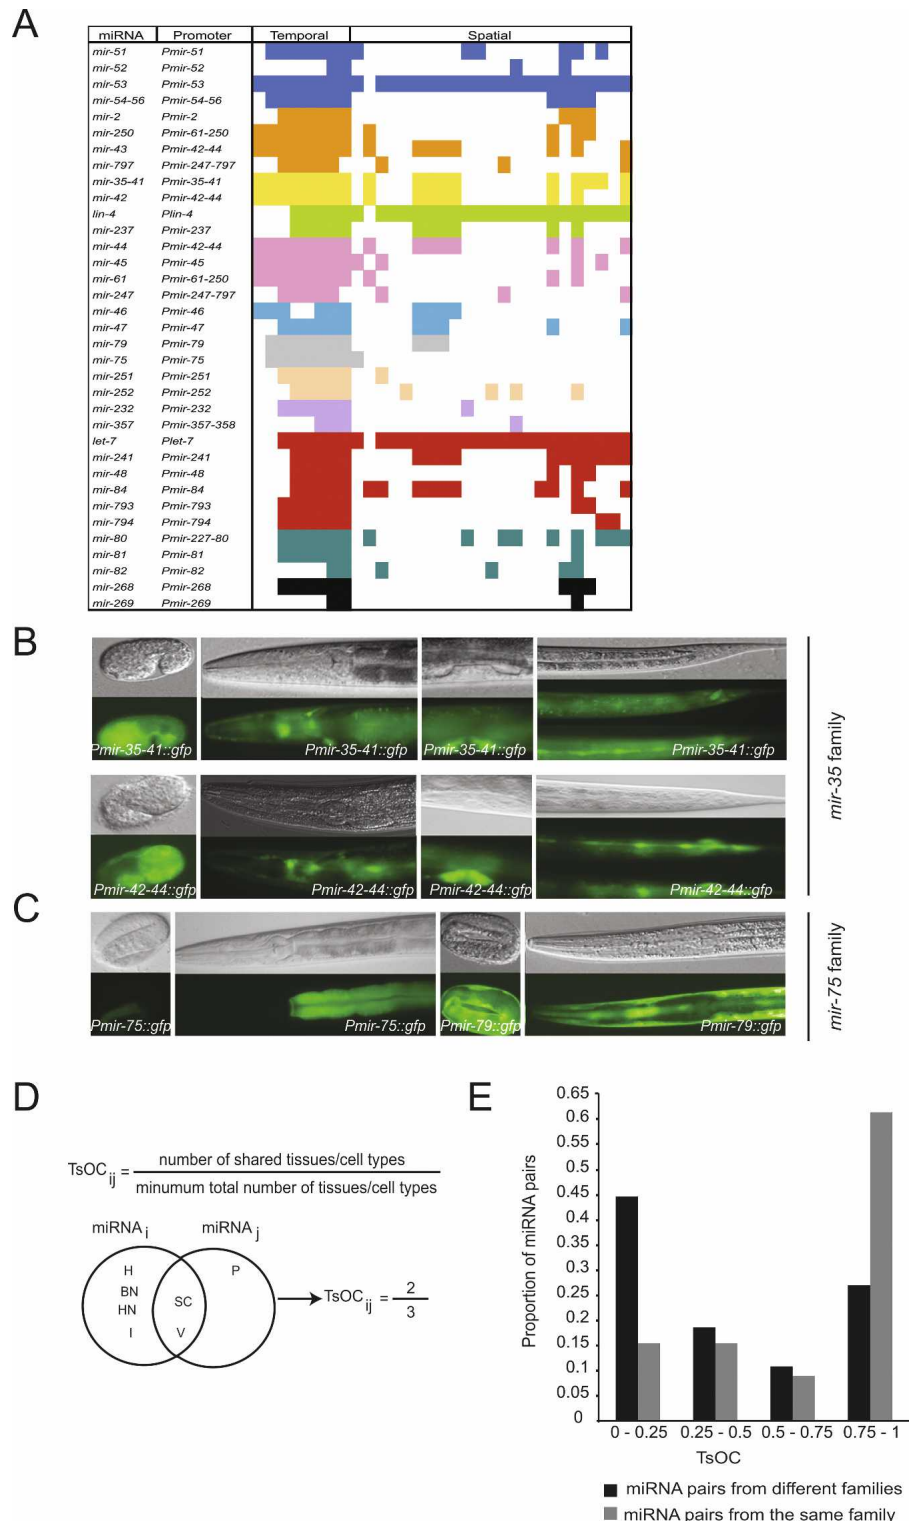 A
miRNA Promoter Temporal Spatial
mir-51 Pmir-51
mir-52 Pmir-52
mir-53 Pmir-53
mir-54-56 Pmir-54-56
mir-2 Pmir-2
mir-250 Pmir-61-250
mir-43 Pmir-42-44
mir-797 Pmir-247-797
mir-35-41 Pmir-35-41
mir-42 Pmir-42-44
lin-4 Plin-4
mir-237 Pmir-237
mir-44 Pmir-42-44
mir-45 Pmir-45
mir-61 Pmir-61-250
mir-247 Pmir-247-797
mir-46 Pmir-46
mir-47 Pmir-47
mir-79 Pmir-79
mir-75 Pmir-75
mir-251 Pmir-251
mir-252 Pmir-252
mir-232 Pmir-232
mir-357 Pmir-357-358
let-7 Plet-7
mir-241 Pmir-241
mir-48 Pmir-48
mir-84 Pmir-84
mir-793 Pmir-793
mir-794 Pmir-794
mir-80 Pmir-227-80
mir-81 Pmir-81
mir-82 Pmir-82
mir-268 Pmir-268
mir-269 Pmir-269
B
Pmir-35-41::gfp Pmir-35-41::gfp Pmir-35-41::gfp Pmir-35-41::gfp
Pmir-42-44::gfp Pmir-42-44::gfp Pmir-42-44::gfp Pmir-42-44::gfp
mir-35 family
C
Pmir-75::gfp Pmir-75::gfp Pmir-79::gfp Pmir-79::gfp
mir-75 family
D
TsOC ij = number of shared tissues/cell types
minumum total number of tissues/cell types
miRNA i miRNA j
H
BN
HN
I
SC
V
P
TsOC ij = 2
3
E
Proportion of miRNA pairs
0.65
0.6
0.55
0.45
0.4
0.35
0.3
0.25
0.2
0.15
0.1
0.05
0
0 - 0.25 0.25 - 0.5 0.5 - 0.75 0.75 - 1
TsOC
miRNA pairs from different families
miRNA pairs from the same family